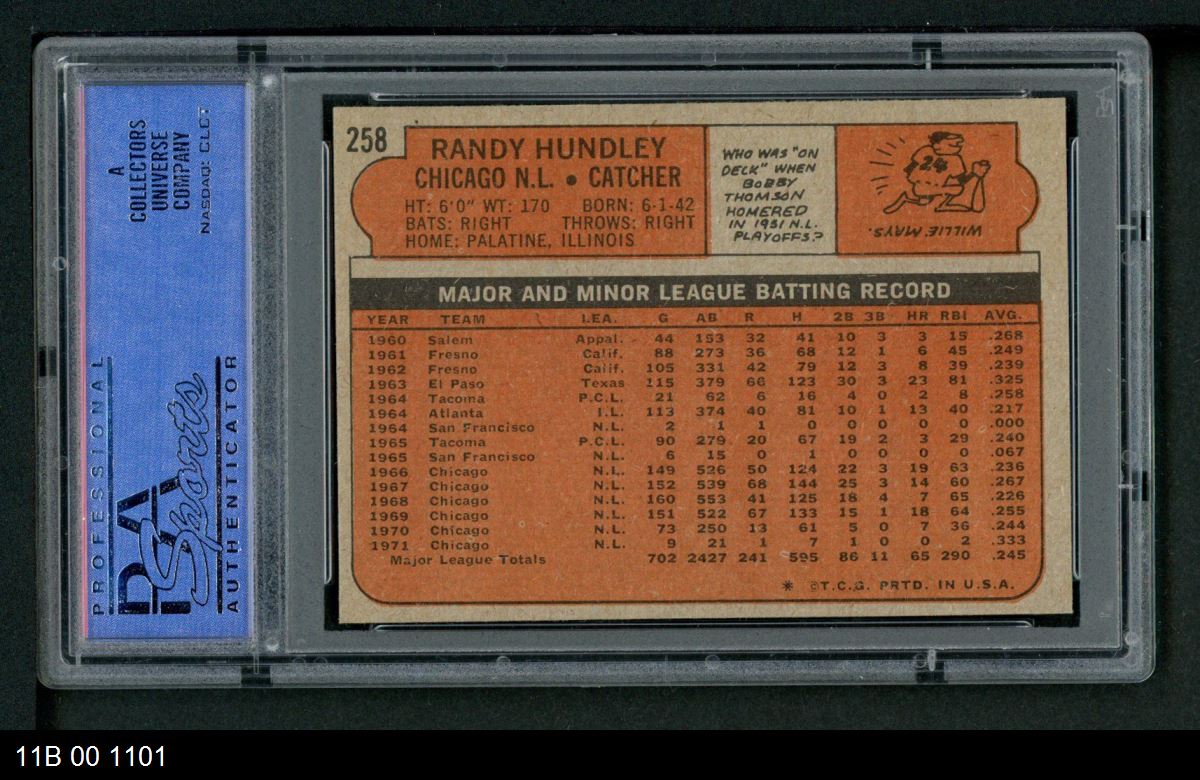 A
COLLECTORS
UNIVERSE
COMPANY
NASDAQ: CLCT
PROFESSIONAL
PSA
Sports
AUTHENTICATOR
258
RANDY HUNDLEY
CHICAGO N.L. • CATCHER
HT: 6'0" WT: 170 BORN: 6-1-42
BATS: RIGHT THROWS: RIGHT
HOME: PALATINE, ILLINOIS
WHO WAS "ON
DECK" WHEN
BOBBY
THOMSON
HOMERED
IN 1951 N.L.
PLAYOFFS?
24
WILLIE MAYS.
MAJOR AND MINOR LEAGUE BATTING RECORD
YEAR TEAM LEA. G AB R H 2B 3B HR RBI AVG.
1960 Salem Appal. 44 153 32 41 10 3 3 15 .268
1961 Fresno Calif. 88 273 36 68 12 1 6 45 .249
1962 Fresno Calif. 105 331 42 79 12 3 8 39 .239
1963 El Paso Texas 115 379 66 123 30 3 23 81 .325
1964 Tacoma P.C.L. 21 62 6 16 4 0 2 8 .258
1964 Atlanta I.L. 113 374 40 81 10 1 13 40 .217
1964 San Francisco N.L. 2 1 1 0 0 0 0 0 .000
1965 Tacoma P.C.L. 90 279 20 67 19 2 3 29 .240
1965 San Francisco N.L. 6 15 0 1 0 0 0 0 .067
1966 Chicago N.L. 149 526 50 124 22 3 19 63 .236
1967 Chicago N.L. 152 539 68 144 25 3 14 60 .267
1968 Chicago N.L. 160 553 41 125 18 4 7 65 .226
1969 Chicago N.L. 151 522 67 133 15 1 18 64 .255
1970 Chicago N.L. 73 250 13 61 5 0 7 36 .244
1971 Chicago N.L. 9 21 1 7 1 0 0 2 .333
Major League Totals 702 2427 241 595 86 11 65 290 .245
* ©T.C.G. PRTD. IN U.S.A.
PSA
11B 00 1101